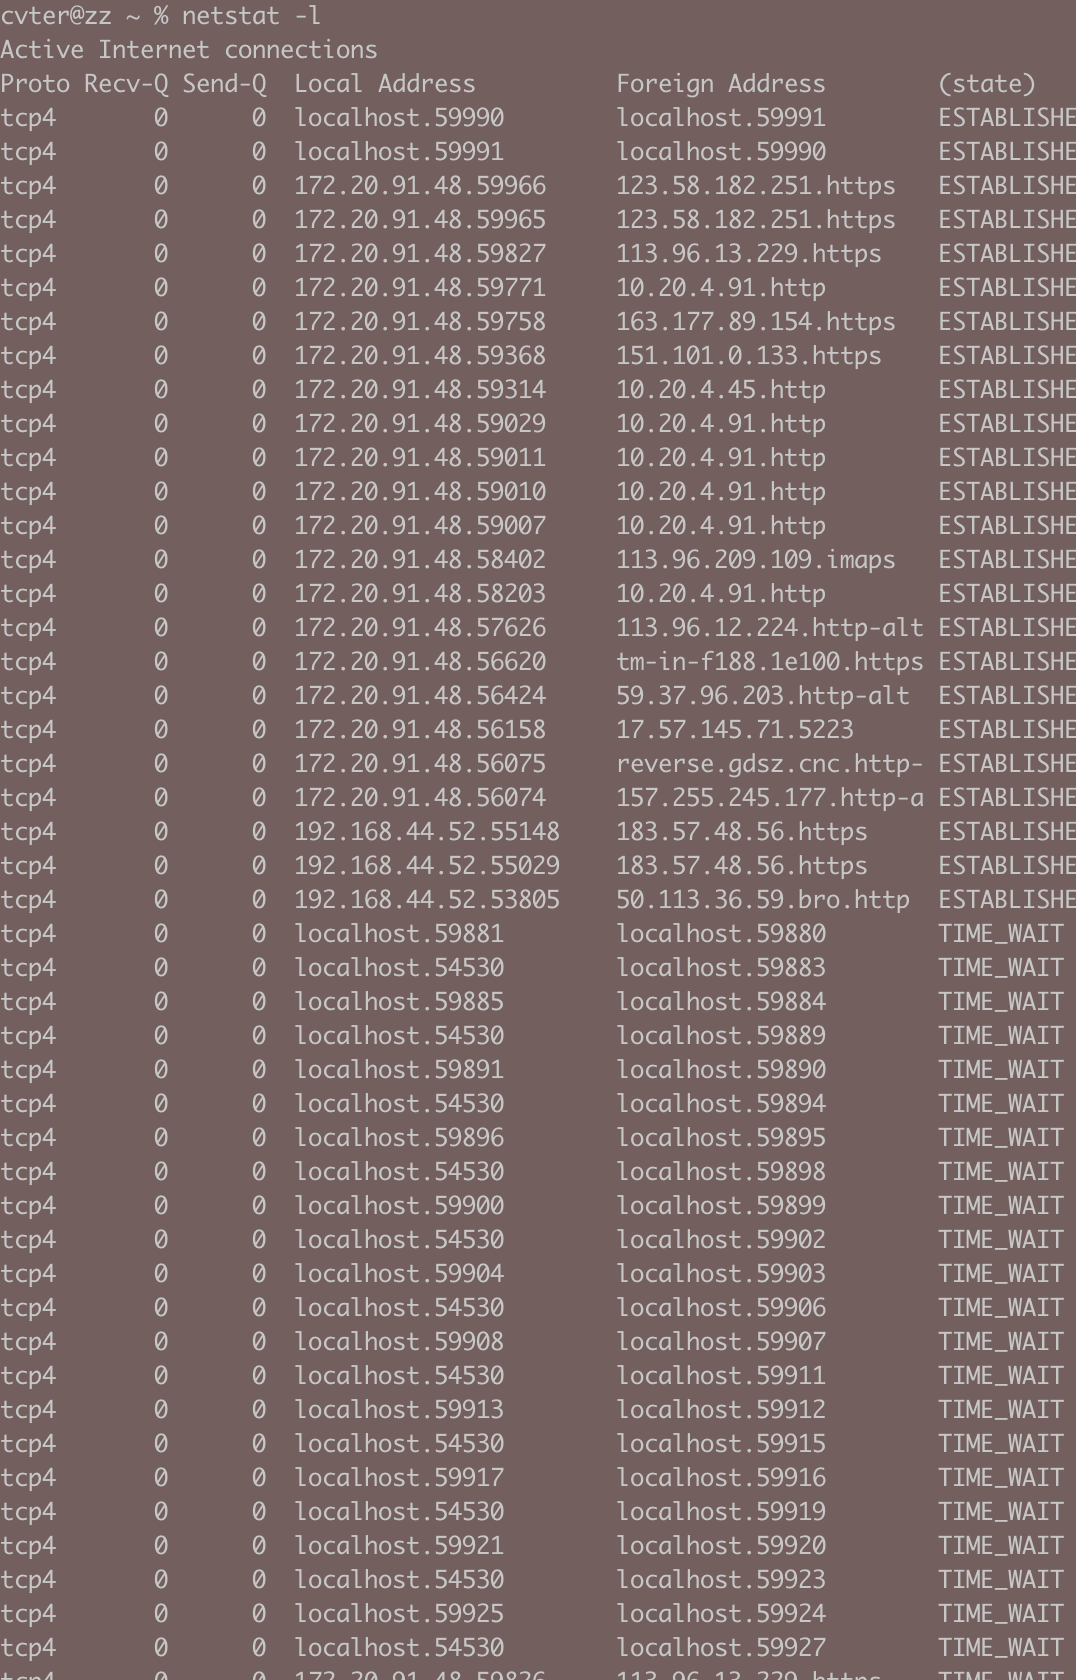 cvter@zz ~ % netstat -l
Active Internet connections
Proto Recv-Q Send-Q  Local Address          Foreign Address        (state)
tcp4       0      0  localhost.59990        localhost.59991        ESTABLISHE
tcp4       0      0  localhost.59991        localhost.59990        ESTABLISHE
tcp4       0      0  172.20.91.48.59966     123.58.182.251.https   ESTABLISHE
tcp4       0      0  172.20.91.48.59965     123.58.182.251.https   ESTABLISHE
tcp4       0      0  172.20.91.48.59827     113.96.13.229.https    ESTABLISHE
tcp4       0      0  172.20.91.48.59771     10.20.4.91.http        ESTABLISHE
tcp4       0      0  172.20.91.48.59758     163.177.89.154.https   ESTABLISHE
tcp4       0      0  172.20.91.48.59368     151.101.0.133.https    ESTABLISHE
tcp4       0      0  172.20.91.48.59314     10.20.4.45.http        ESTABLISHE
tcp4       0      0  172.20.91.48.59029     10.20.4.91.http        ESTABLISHE
tcp4       0      0  172.20.91.48.59011     10.20.4.91.http        ESTABLISHE
tcp4       0      0  172.20.91.48.59010     10.20.4.91.http        ESTABLISHE
tcp4       0      0  172.20.91.48.59007     10.20.4.91.http        ESTABLISHE
tcp4       0      0  172.20.91.48.58402     113.96.209.109.imaps   ESTABLISHE
tcp4       0      0  172.20.91.48.58203     10.20.4.91.http        ESTABLISHE
tcp4       0      0  172.20.91.48.57626     113.96.12.224.http-alt ESTABLISHE
tcp4       0      0  172.20.91.48.56620     tm-in-f188.1e100.https ESTABLISHE
tcp4       0      0  172.20.91.48.56424     59.37.96.203.http-alt  ESTABLISHE
tcp4       0      0  172.20.91.48.56158     17.57.145.71.5223      ESTABLISHE
tcp4       0      0  172.20.91.48.56075     reverse.gdsz.cnc.http- ESTABLISHE
tcp4       0      0  172.20.91.48.56074     157.255.245.177.http-a ESTABLISHE
tcp4       0      0  192.168.44.52.55148    183.57.48.56.https     ESTABLISHE
tcp4       0      0  192.168.44.52.55029    183.57.48.56.https     ESTABLISHE
tcp4       0      0  192.168.44.52.53805    50.113.36.59.bro.http  ESTABLISHE
tcp4       0      0  localhost.59881        localhost.59880        TIME_WAIT
tcp4       0      0  localhost.54530        localhost.59883        TIME_WAIT
tcp4       0      0  localhost.59885        localhost.59884        TIME_WAIT
tcp4       0      0  localhost.54530        localhost.59889        TIME_WAIT
tcp4       0      0  localhost.59891        localhost.59890        TIME_WAIT
tcp4       0      0  localhost.54530        localhost.59894        TIME_WAIT
tcp4       0      0  localhost.59896        localhost.59895        TIME_WAIT
tcp4       0      0  localhost.54530        localhost.59898        TIME_WAIT
tcp4       0      0  localhost.59900        localhost.59899        TIME_WAIT
tcp4       0      0  localhost.54530        localhost.59902        TIME_WAIT
tcp4       0      0  localhost.59904        localhost.59903        TIME_WAIT
tcp4       0      0  localhost.54530        localhost.59906        TIME_WAIT
tcp4       0      0  localhost.59908        localhost.59907        TIME_WAIT
tcp4       0      0  localhost.54530        localhost.59911        TIME_WAIT
tcp4       0      0  localhost.59913        localhost.59912        TIME_WAIT
tcp4       0      0  localhost.54530        localhost.59915        TIME_WAIT
tcp4       0      0  localhost.59917        localhost.59916        TIME_WAIT
tcp4       0      0  localhost.54530        localhost.59919        TIME_WAIT
tcp4       0      0  localhost.59921        localhost.59920        TIME_WAIT
tcp4       0      0  localhost.54530        localhost.59923        TIME_WAIT
tcp4       0      0  localhost.59925        localhost.59924        TIME_WAIT
tcp4       0      0  localhost.54530        localhost.59927        TIME_WAIT
tcp4       0      0  172.20.91.48.59826     113.96.13.229.https    TIME_WAIT